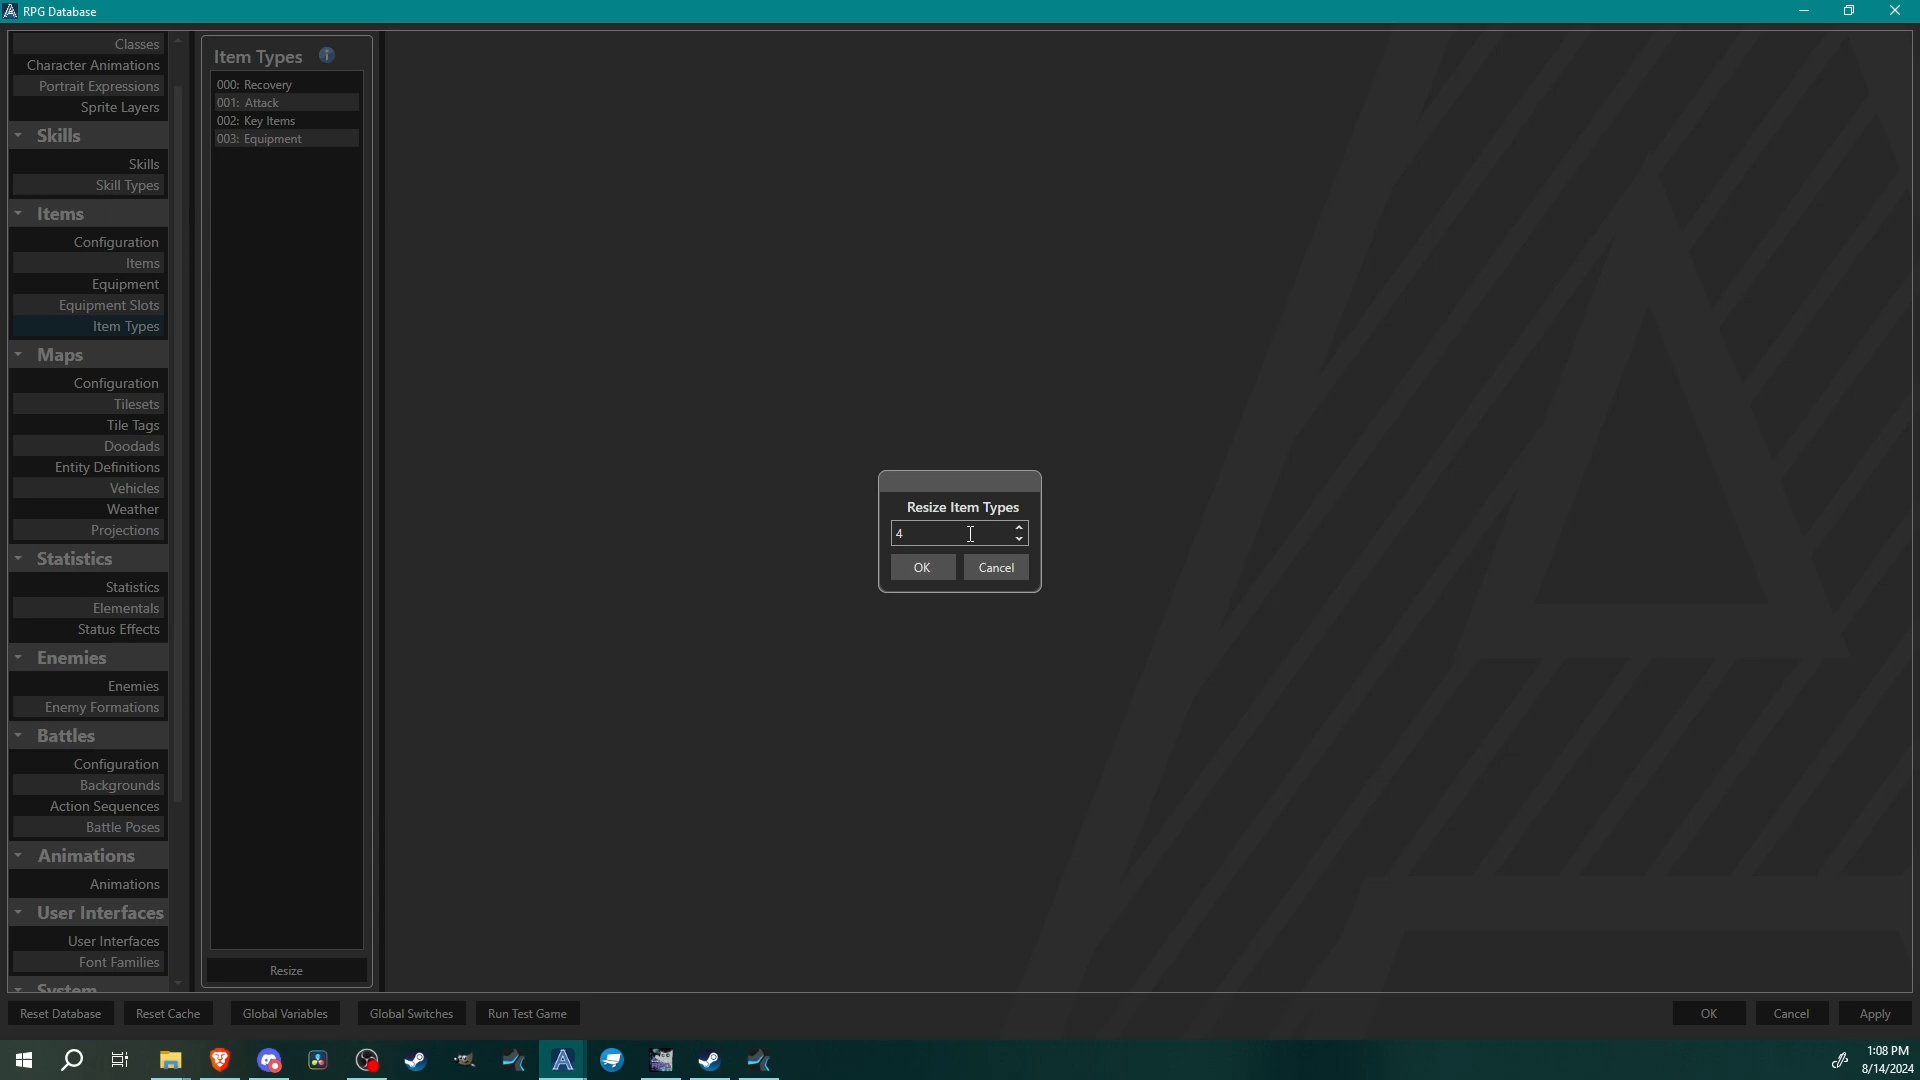 RPG Database
Classes
Character Animations
Portrait Expressions
Sprite Layers
Skills
Skills
Skill Types
Items
Configuration
Items
Equipment
Equipment Slots
Item Types
Maps
Configuration
Tilesets
Tile Tags
Doodads
Entity Definitions
Vehicles
Weather
Projections
Statistics
Statistics
Elementals
Status Effects
Enemies
Enemies
Enemy Formations
Battles
Configuration
Backgrounds
Action Sequences
Battle Poses
Animations
Animations
User Interfaces
User Interfaces
Font Families
System
Item Types
000: Recovery
001: Attack
002: Key Items
003: Equipment
Resize
Resize Item Types
4
OK Cancel
Reset Database Reset Cache Global Variables Global Switches Run Test Game OK Cancel Apply
1:08 PM
8/14/2024